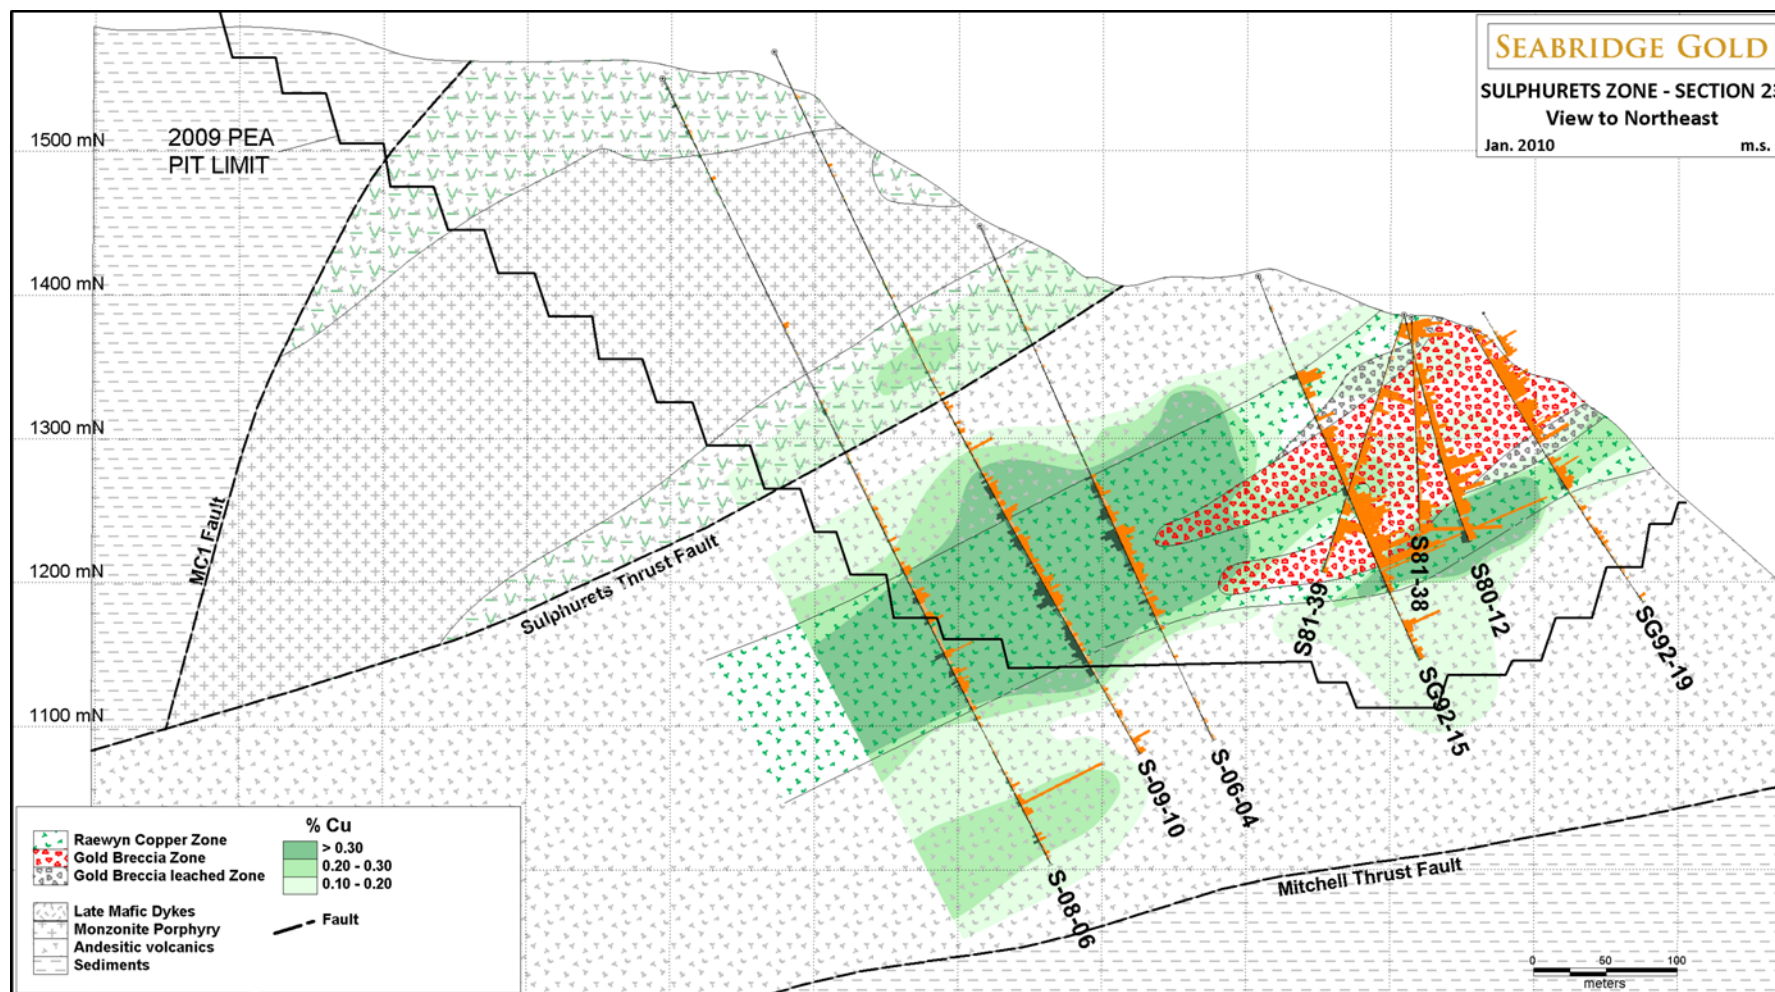 SEABRIDGE GOLD
SULPHURETS ZONE - SECTION 23
View to Northeast
Jan. 2010 m.s.
2009 PEA
PIT LIMIT
1500 mN
1400 mN
1300 mN
1200 mN
1100 mN
MC1 Fault
Sulphurets Thrust Fault
Mitchell Thrust Fault
S-08-06
S-09-10
S-06-04
S81-39
S81-38
SG92-15
S80-12
SG92-19
Raewyn Copper Zone
Gold Breccia Zone
Gold Breccia leached Zone
Late Mafic Dykes
Monzonite Porphyry
Andesitic volcanics
Sediments
% Cu
> 0.30
0.20 - 0.30
0.10 - 0.20
Fault
0 50 100
meters